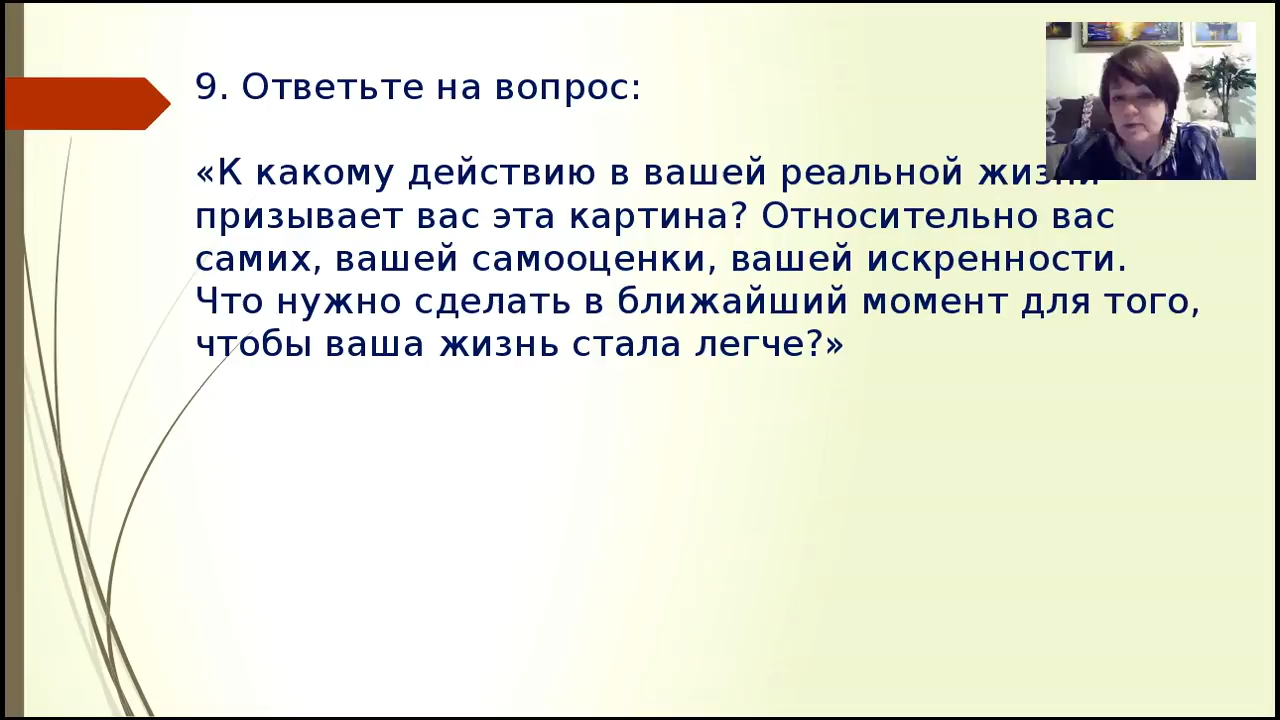 9. Ответьте на вопрос:
«К какому действию в вашей реальной жизни
призывает вас эта картина? Относительно вас
самих, вашей самооценки, вашей искренности.
Что нужно сделать в ближайший момент для того,
чтобы ваша жизнь стала легче?»